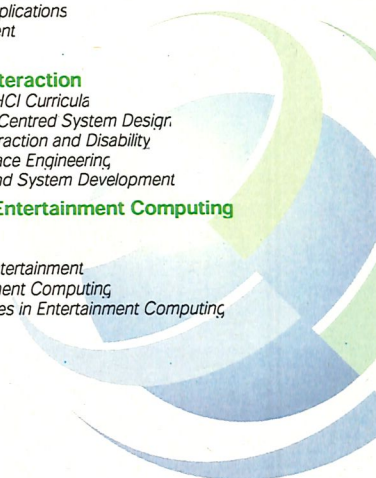 plications
ent
teraction
HCI Curricula
Centred System Design
raction and Disability
ace Engineering
nd System Development
Entertainment Computing
tertainment
ment Computing
es in Entertainment Computing